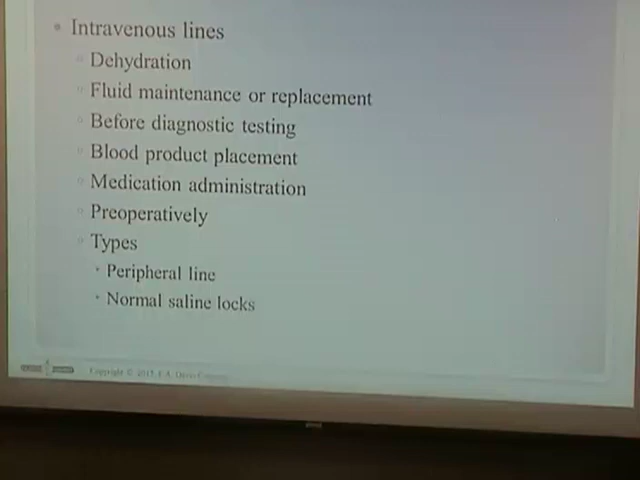 Intravenous lines
Dehydration
Fluid maintenance or replacement
Before diagnostic testing
Blood product placement
Medication administration
Preoperatively
Types
Peripheral line
Normal saline locks
Copyright © 2015, F.A. Davis Company